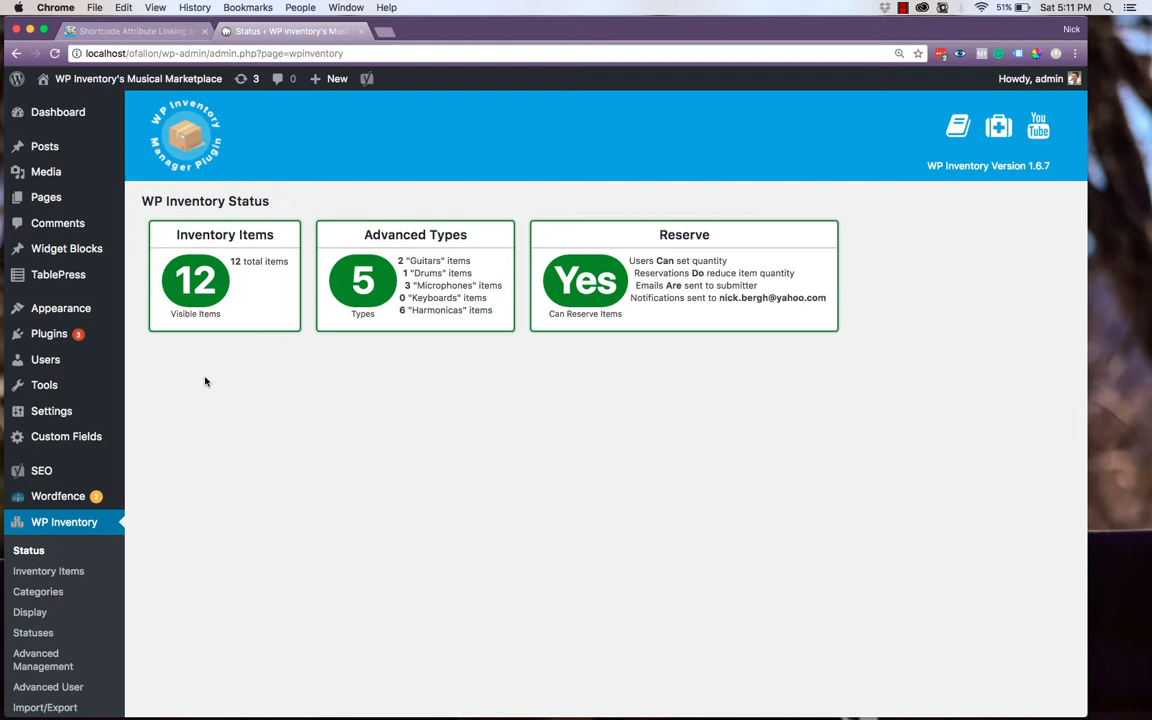 Chrome File Edit View History Bookmarks People Window Help 51% Sat 5:11 PM
Shortcode Attribute Linking Status ‹ WP Inventory's Nick
localhost/ofallon/wp-admin/admin.php?page=wpinventory
WP Inventory's Musical Marketplace 3 0 New Howdy, admin
WP Inventory Manager Plugin
You Tube
WP Inventory Version 1.6.7
Dashboard
Posts
Media
Pages
Comments
Widget Blocks
TablePress
Appearance
Plugins 3
Users
Tools
Settings
Custom Fields
SEO
Wordfence 2
WP Inventory
Status
Inventory Items
Categories
Display
Statuses
Advanced
Management
Advanced User
Import/Export
WP Inventory Status
Inventory Items
12
Visible Items
12 total items
Advanced Types
5
Types
2 "Guitars" items
1 "Drums" items
3 "Microphones" items
0 "Keyboards" items
6 "Harmonicas" items
Reserve
Yes
Can Reserve Items
Users Can set quantity
Reservations Do reduce item quantity
Emails Are sent to submitter
Notifications sent to nick.bergh@yahoo.com